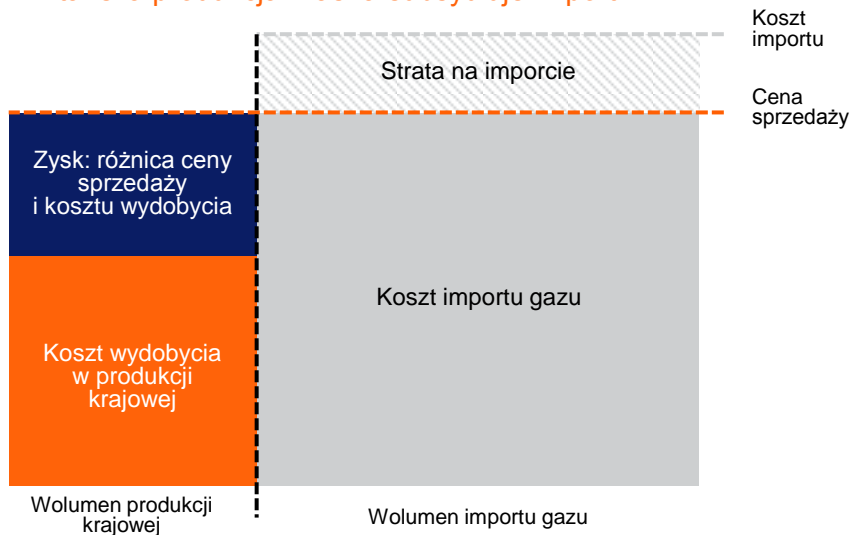 Koszt
importu
Strata na imporcie
Cena
sprzedaży
Zysk: różnica ceny
sprzedaży
i kosztu wydobycia
Koszt importu gazu
Koszt wydobycia
w produkcji
krajowej
Wolumen produkcji
krajowej
Wolumen importu gazu